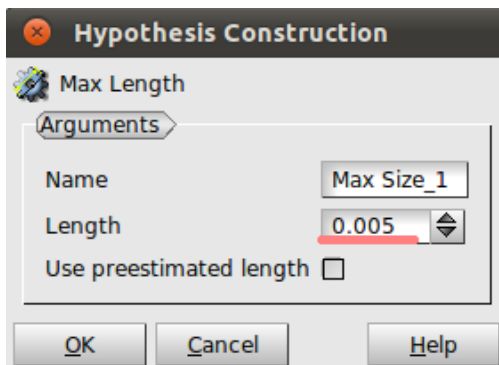 Hypothesis Construction
Max Length
Arguments
Name Max Size_1
Length 0.005
Use preestimated length
OK Cancel Help